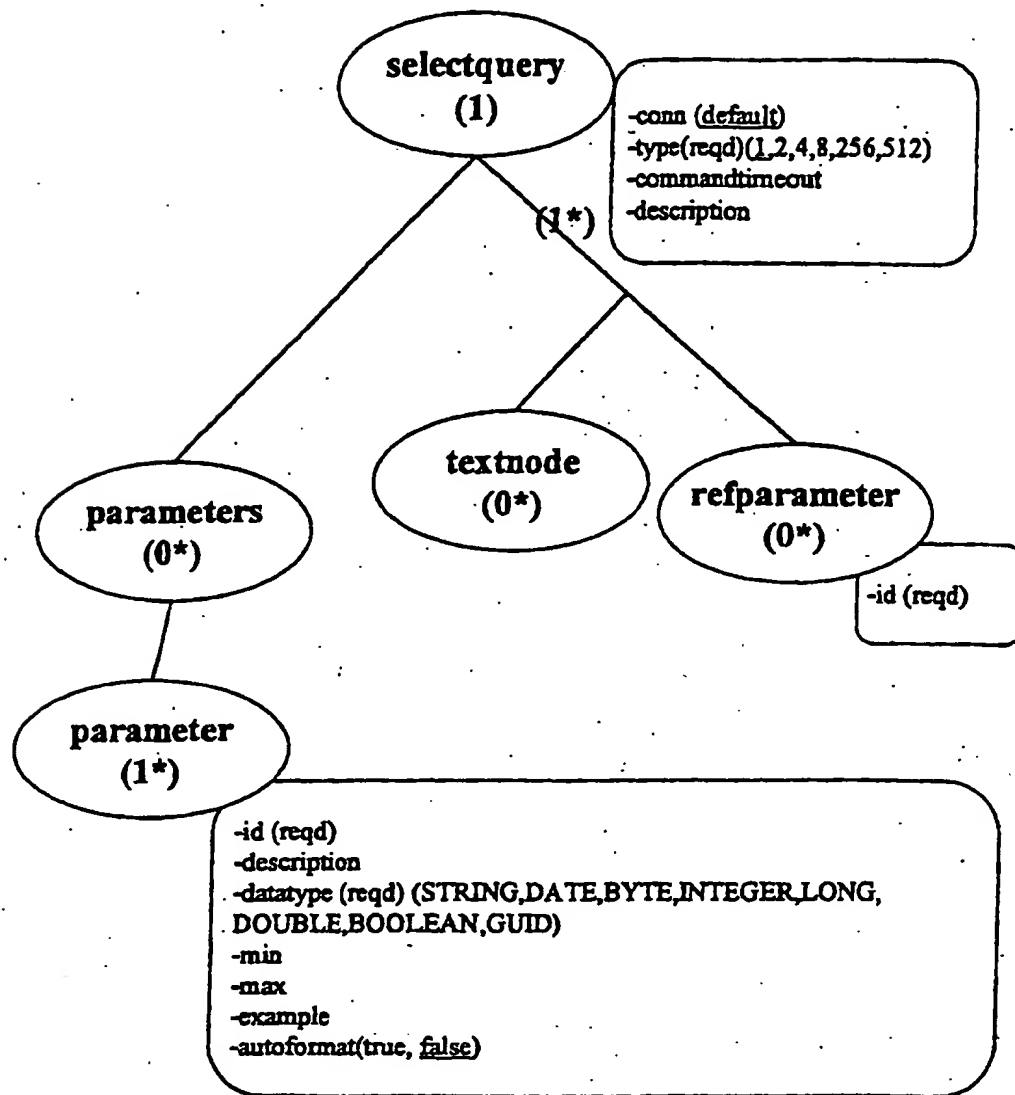 selectquery
(1)
-conn (default)
-type(reqd)(1,2,4,8,256,512)
-commandtimeout
-description
(1*)
textnode
(0*)
refparameter
(0*)
-id (reqd)
parameters
(0*)
parameter
(1*)
-id (reqd)
-description
-datatype (reqd) (STRING,DATE,BYTE,INTEGER,LONG,
DOUBLE,BOOLEAN,GUID)
-min
-max
-example
-autoformat(true, false)